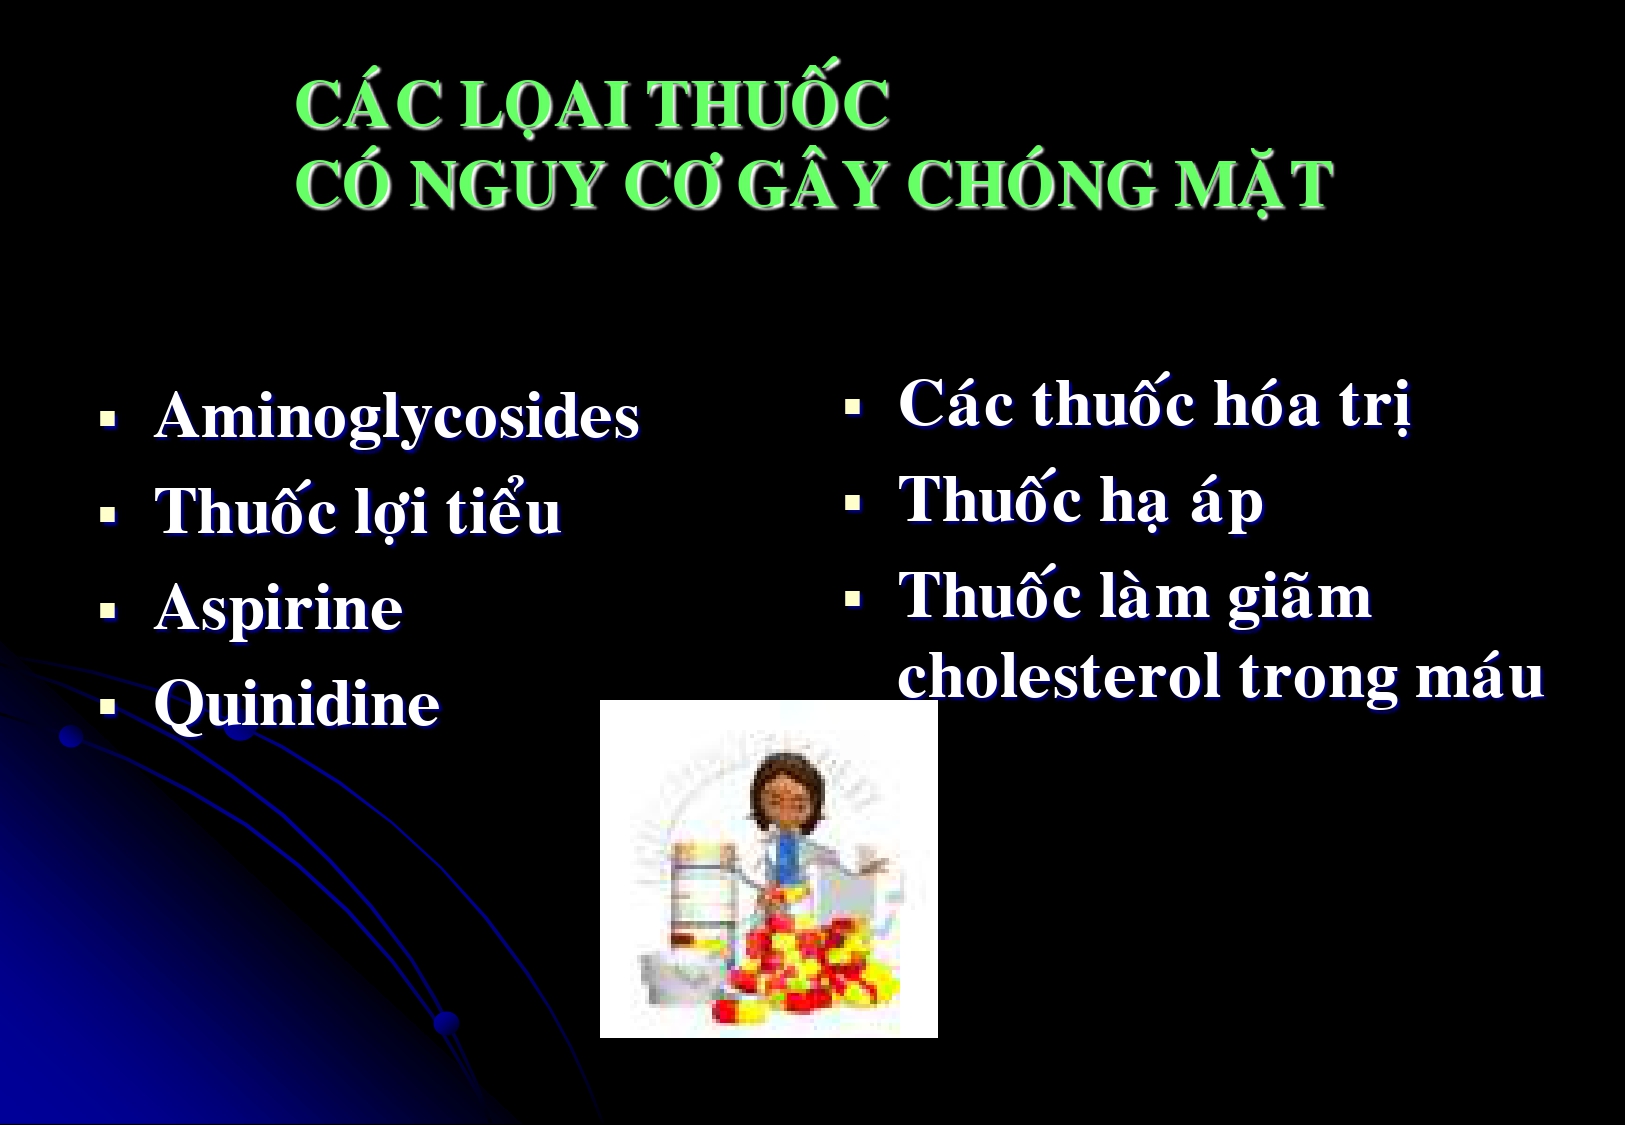 CÁC LỌAI THUỐC
CÓ NGUY CƠ GÂY CHÓNG MẶT
▪ Aminoglycosides
▪ Thuốc lợi tiểu
▪ Aspirine
▪ Quinidine
▪ Các thuốc hóa trị
▪ Thuốc hạ áp
▪ Thuốc làm giãm
cholesterol trong máu